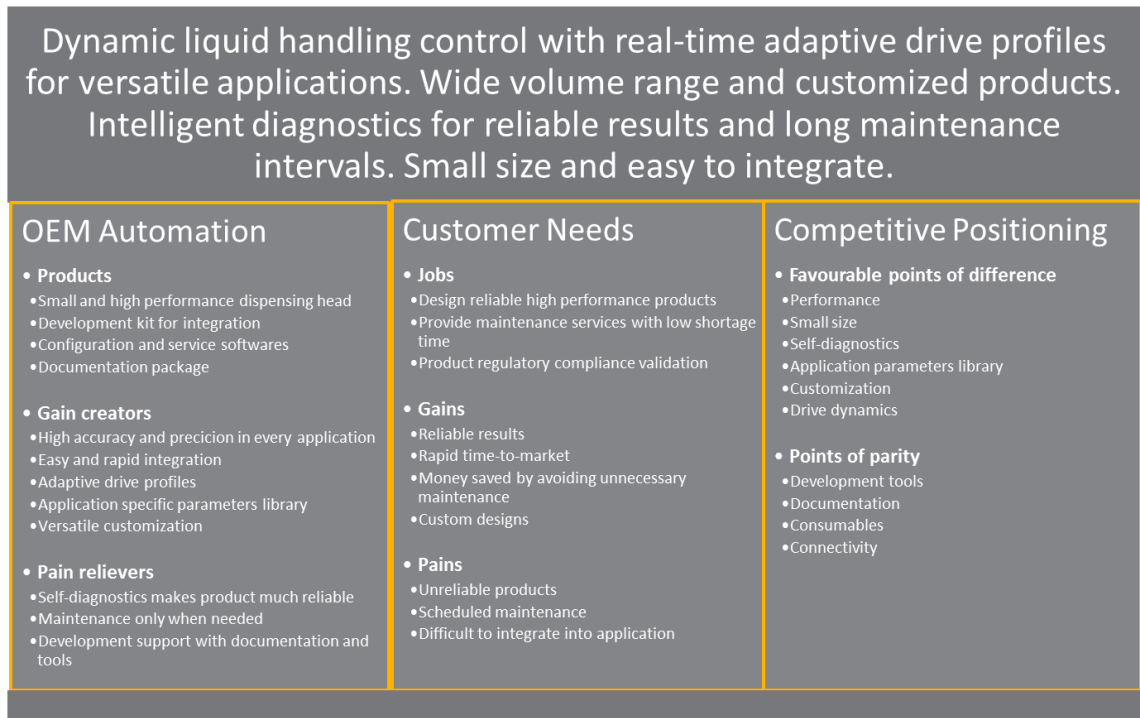 Dynamic liquid handling control with real-time adaptive drive profiles
for versatile applications. Wide volume range and customized products.
Intelligent diagnostics for reliable results and long maintenance
intervals. Small size and easy to integrate.
OEM Automation
• Products
•Small and high performance dispensing head
•Development kit for integration
•Configuration and service softwares
•Documentation package
• Gain creators
•High accuracy and precicion in every application
•Easy and rapid integration
•Adaptive drive profiles
•Application specific parameters library
•Versatile customization
• Pain relievers
•Self-diagnostics makes product much reliable
•Maintenance only when needed
•Development support with documentation and
tools
Customer Needs
• Jobs
•Design reliable high performance products
•Provide maintenance services with low shortage
time
•Product regulatory compliance validation
• Gains
•Reliable results
•Rapid time-to-market
•Money saved by avoiding unnecessary
maintenance
•Custom designs
• Pains
•Unreliable products
•Scheduled maintenance
•Difficult to integrate into application
Competitive Positioning
• Favourable points of difference
•Performance
•Small size
•Self-diagnostics
•Application parameters library
•Customization
•Drive dynamics
• Points of parity
•Development tools
•Documentation
•Consumables
•Connectivity